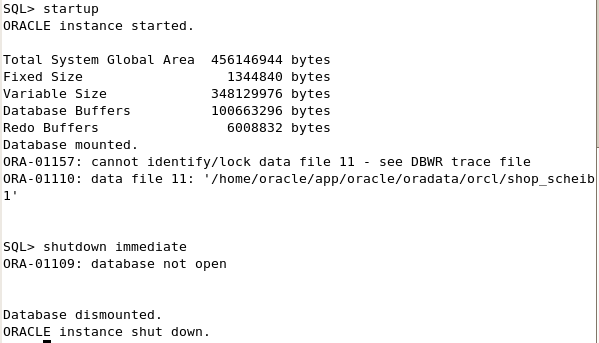 SQL> startup
ORACLE instance started.
Total System Global Area  456146944 bytes
Fixed Size                  1344840 bytes
Variable Size             348129976 bytes
Database Buffers          100663296 bytes
Redo Buffers                6008832 bytes
Database mounted.
ORA-01157: cannot identify/lock data file 11 - see DBWR trace file
ORA-01110: data file 11: '/home/oracle/app/oracle/oradata/orcl/shop_scheib
1'
SQL> shutdown immediate
ORA-01109: database not open
Database dismounted.
ORACLE instance shut down.